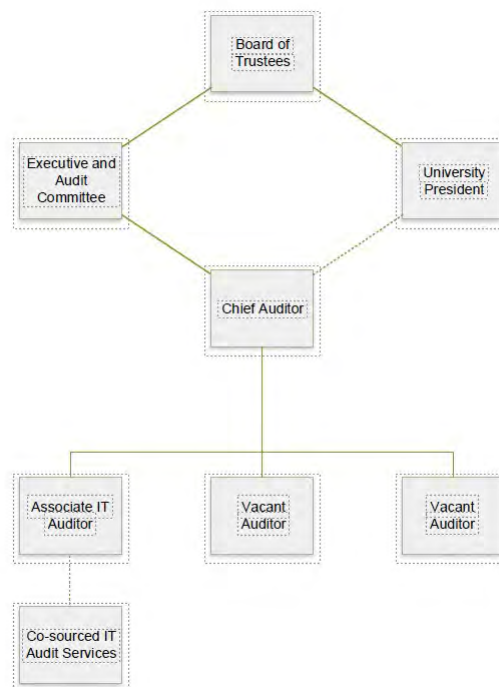 Board of
Trustees
Executive and
Audit
Committee
University
President
Chief Auditor
Associate IT
Auditor
Vacant
Auditor
Vacant
Auditor
Co-sourced IT
Audit Services